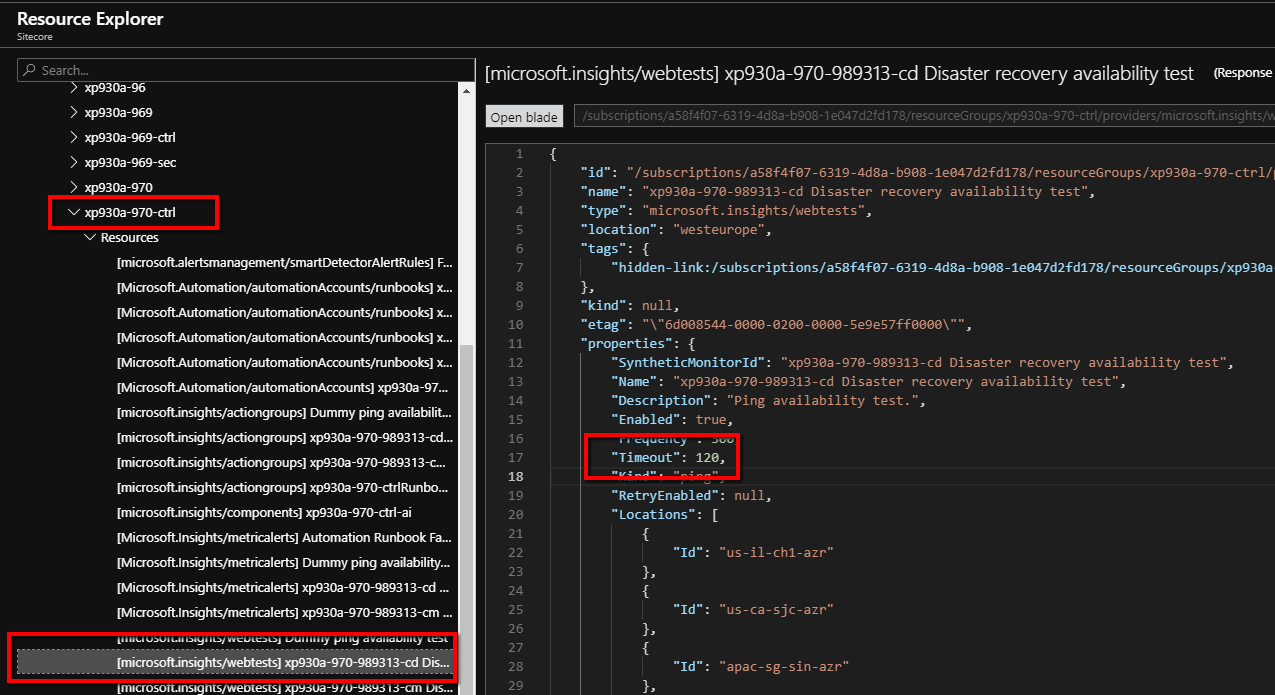 Resource Explorer
Sitecore
Search...
xp930a-96
xp930a-969
xp930a-969-ctrl
xp930a-969-sec
xp930a-970
xp930a-970-ctrl
Resources
[microsoft.alertsmanagement/smartDetectorAlertRules] F...
[Microsoft.Automation/automationAccounts/runbooks] x...
[Microsoft.Automation/automationAccounts/runbooks] x...
[Microsoft.Automation/automationAccounts/runbooks] x...
[Microsoft.Automation/automationAccounts/runbooks] x...
[Microsoft.Automation/automationAccounts] xp930a-97...
[microsoft.insights/actiongroups] Dummy ping availabilit...
[microsoft.insights/actiongroups] xp930a-970-989313-cd...
[microsoft.insights/actiongroups] xp930a-970-989313-c...
[microsoft.insights/actiongroups] xp930a-970-ctrlRunbo...
[microsoft.insights/components] xp930a-970-ctrl-ai
[Microsoft.Insights/metricalerts] Automation Runbook Fa...
[Microsoft.Insights/metricalerts] Dummy ping availability...
[Microsoft.Insights/metricalerts] xp930a-970-989313-cd ...
[Microsoft.Insights/metricalerts] xp930a-970-989313-cm ...
[microsoft.insights/webtests] Dummy ping availability test
[microsoft.insights/webtests] xp930a-970-989313-cd Dis...
[microsoft.insights/webtests] xp930a-970-989313-cm Dis...
[microsoft.insights/webtests] xp930a-970-989313-cd Disaster recovery availability test (Response
Open blade /subscriptions/a58f4f07-6319-4d8a-b908-1e047d2fd178/resourceGroups/xp930a-970-ctrl/providers/microsoft.insights/w
1 {
2 "id": "/subscriptions/a58f4f07-6319-4d8a-b908-1e047d2fd178/resourceGroups/xp930a-970-ctrl/p
3 "name": "xp930a-970-989313-cd Disaster recovery availability test",
4 "type": "microsoft.insights/webtests",
5 "location": "westeurope",
6 "tags": {
7 "hidden-link:/subscriptions/a58f4f07-6319-4d8a-b908-1e047d2fd178/resourceGroups/xp930a-
8 },
9 "kind": null,
10 "etag": "\"6d008544-0000-0200-0000-5e9e57ff0000\"",
11 "properties": {
12 "SyntheticMonitorId": "xp930a-970-989313-cd Disaster recovery availability test",
13 "Name": "xp930a-970-989313-cd Disaster recovery availability test",
14 "Description": "Ping availability test.",
15 "Enabled": true,
16 "Frequency": 300
17 "Timeout": 120,
18 "Kind": "ping",
19 "RetryEnabled": null,
20 "Locations": [
21 {
22 "Id": "us-il-ch1-azr"
23 },
24 {
25 "Id": "us-ca-sjc-azr"
26 },
27 {
28 "Id": "apac-sg-sin-azr"
29 },